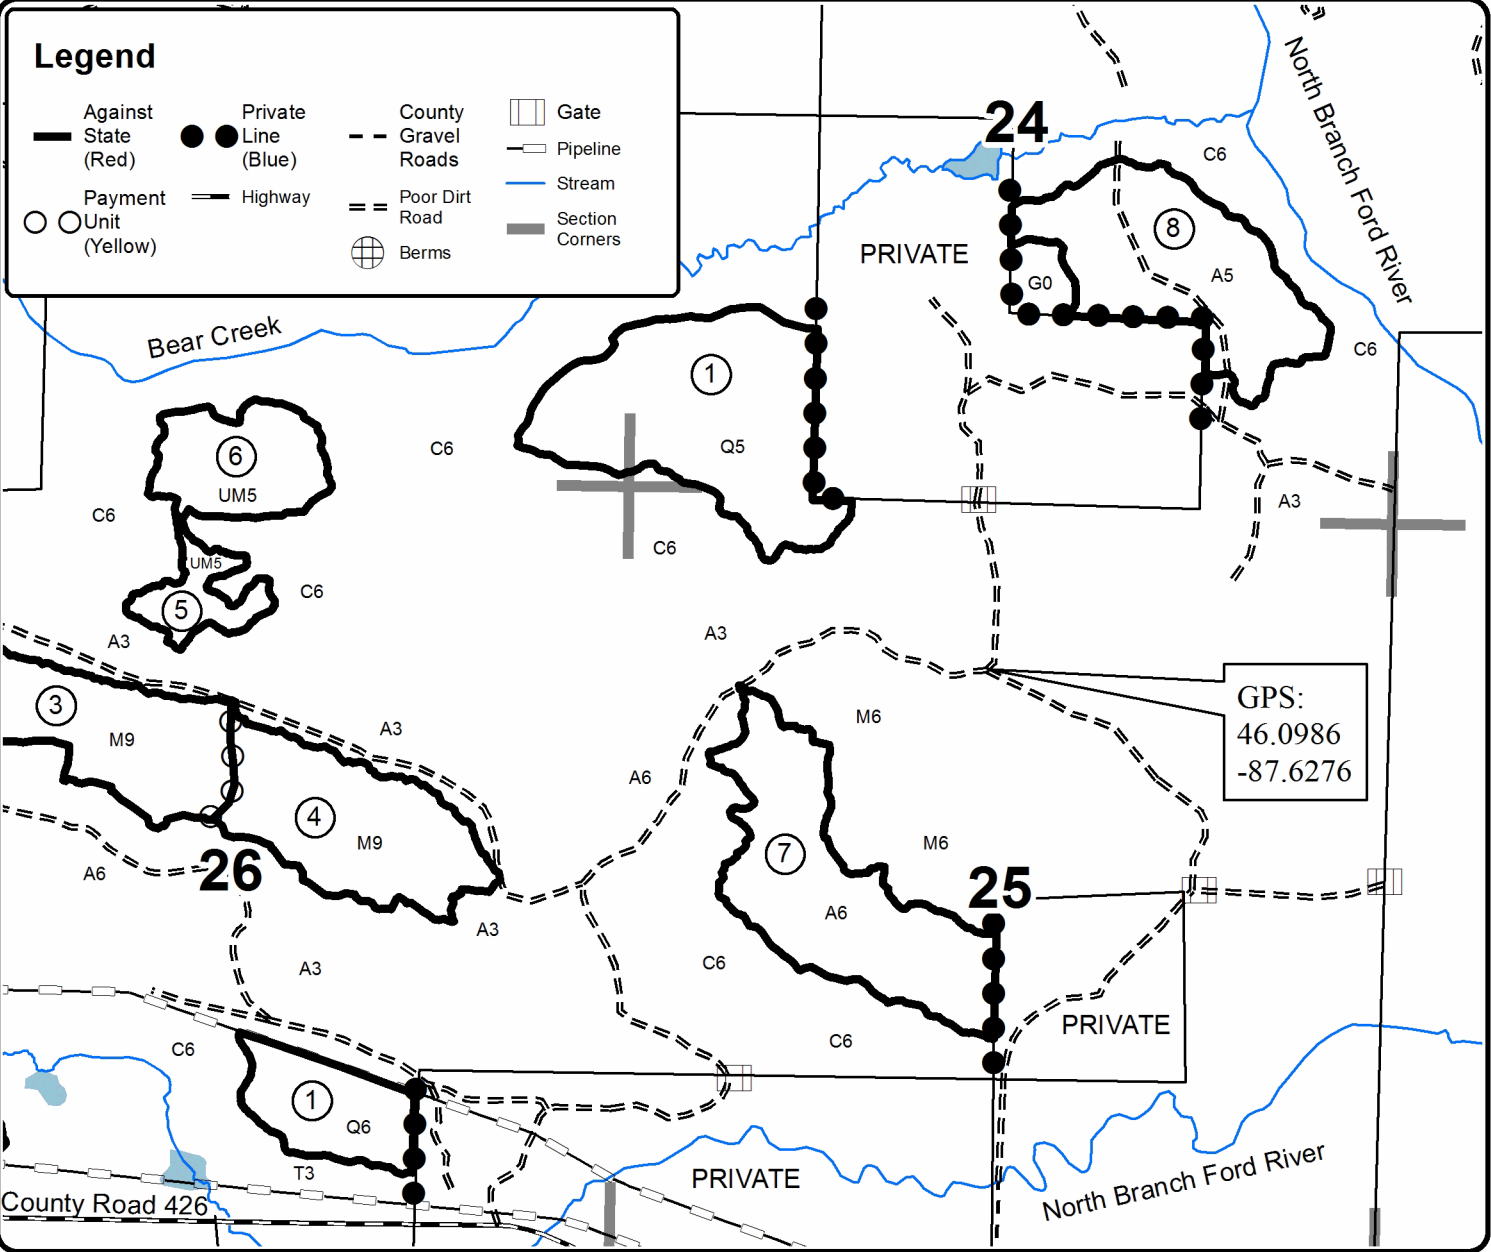 Legend
Against
State
(Red)
Private
Line
(Blue)
County
Gravel
Roads
Gate
Pipeline
Payment
Unit
(Yellow)
Highway
Poor Dirt
Road
Stream
Berms
Section
Corners
24
C6
North Branch Ford River
8
PRIVATE
A5
G0
Bear Creek
C6
1
Q5
C6
6
UM5
C6
A3
C6
UM5
C6
5
A3
A3
3
M9
A3
M6
GPS:
46.0986
-87.6276
A6
4
M9
M6
7
26
A6
25
A6
A3
C6
A3
PRIVATE
C6
C6
1
Q6
T3
PRIVATE
North Branch Ford River
County Road 426